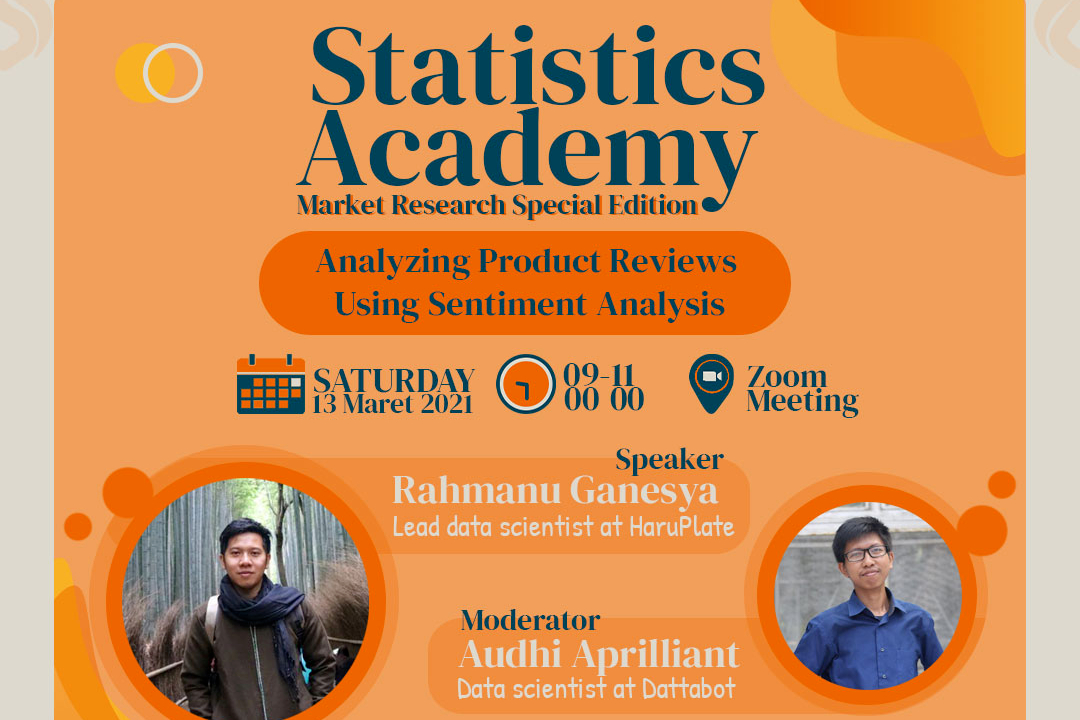 Statistics
Academy
Market Research Special Edition
Analyzing Product Reviews
Using Sentiment Analysis
SATURDAY
13 Maret 2021
09-11
00 00
Zoom
Meeting
Speaker
Rahmanu Ganesya
Lead data scientist at HaruPlate
Moderator
Audhi Aprilliant
Data scientist at Dattabot